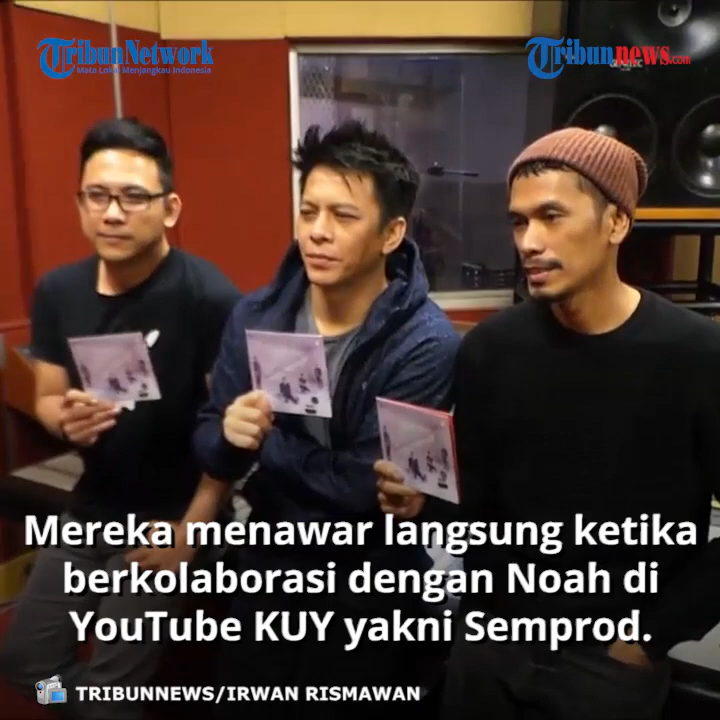 TribunNetwork
Mata Lokal Menjangkau Indonesia
Tribunnews.com
Mereka menawar langsung ketika
berkolaborasi dengan Noah di
YouTube KUY yakni Semprod.
TRIBUNNEWS/IRWAN RISMAWAN